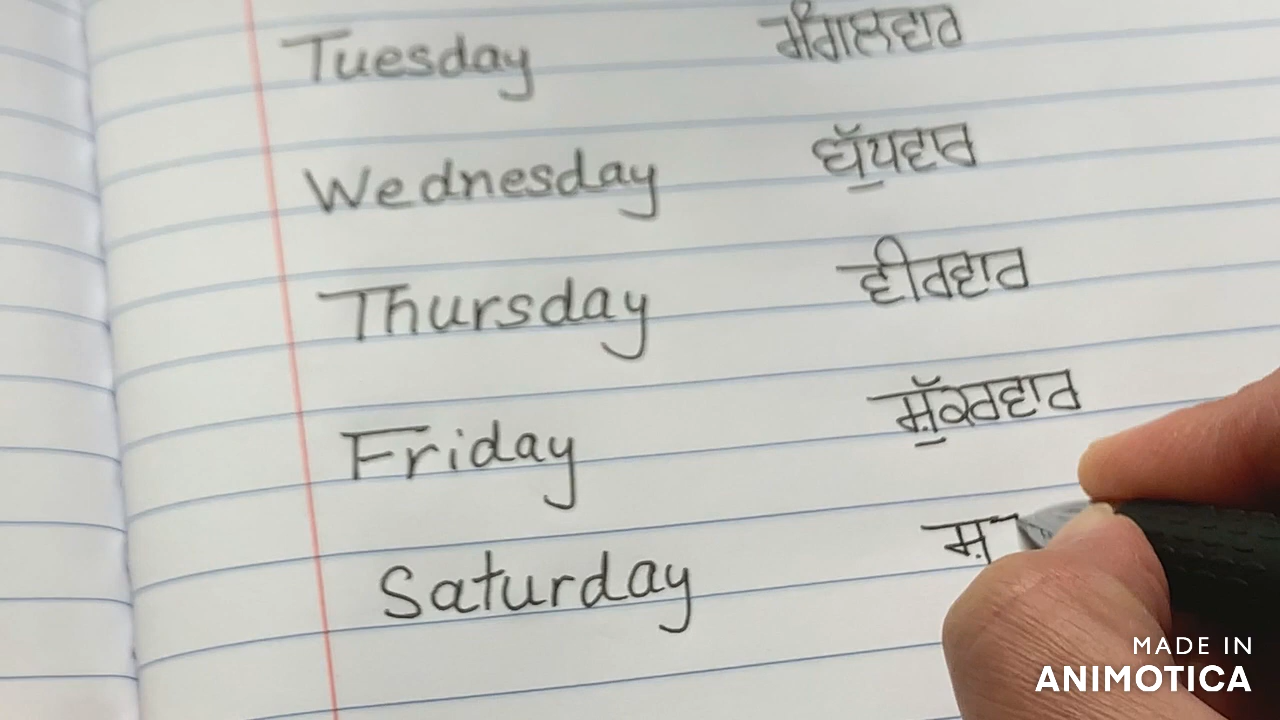 Tuesday ਮੰਗਲਵਾਰ
Wednesday ਬੁੱਧਵਾਰ
Thursday ਵੀਰਵਾਰ
Friday ਸ਼ੁੱਕਰਵਾਰ
Saturday ਸ਼
MADE IN
ANIMOTICA